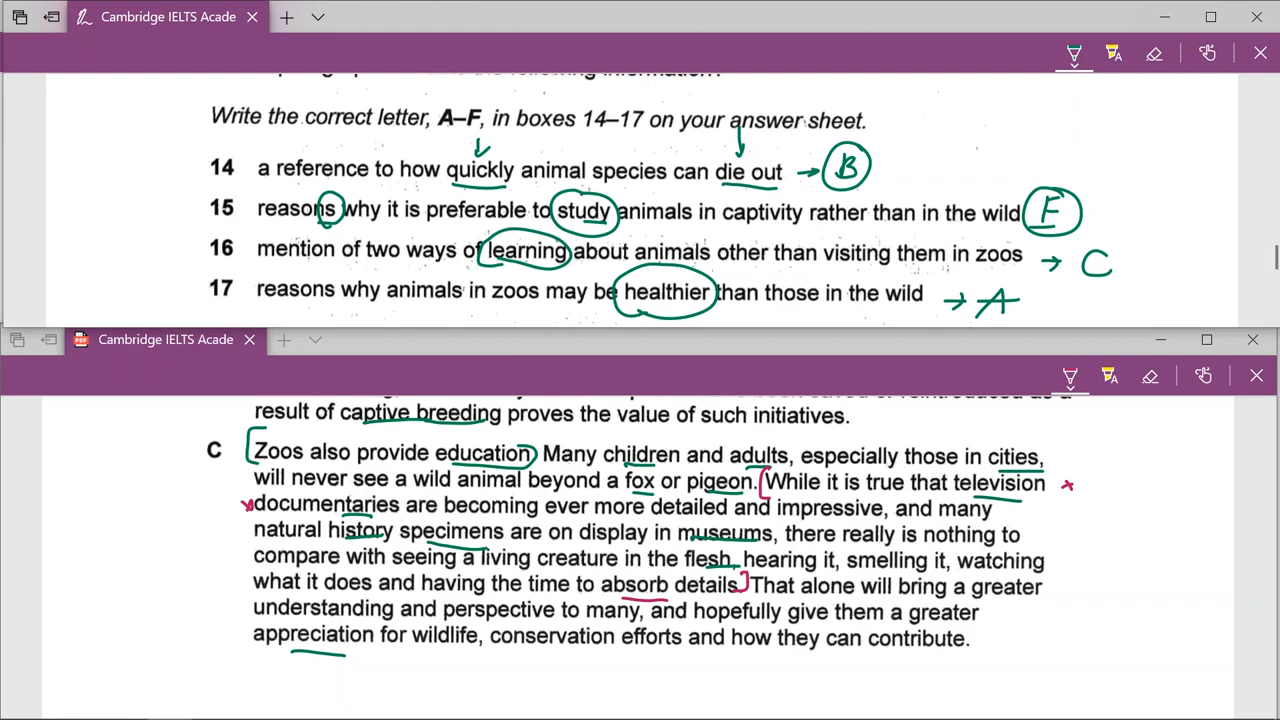 Cambridge IELTS Acade
Write the correct letter, A–F, in boxes 14–17 on your answer sheet.
14 a reference to how quickly animal species can die out → B
15 reasons why it is preferable to study animals in captivity rather than in the wild F
16 mention of two ways of learning about animals other than visiting them in zoos → C
17 reasons why animals in zoos may be healthier than those in the wild → A
Cambridge IELTS Acade
result of captive breeding proves the value of such initiatives.
C Zoos also provide education. Many children and adults, especially those in cities,
will never see a wild animal beyond a fox or pigeon. While it is true that television
documentaries are becoming ever more detailed and impressive, and many
natural history specimens are on display in museums, there really is nothing to
compare with seeing a living creature in the flesh, hearing it, smelling it, watching
what it does and having the time to absorb details. That alone will bring a greater
understanding and perspective to many, and hopefully give them a greater
appreciation for wildlife, conservation efforts and how they can contribute.